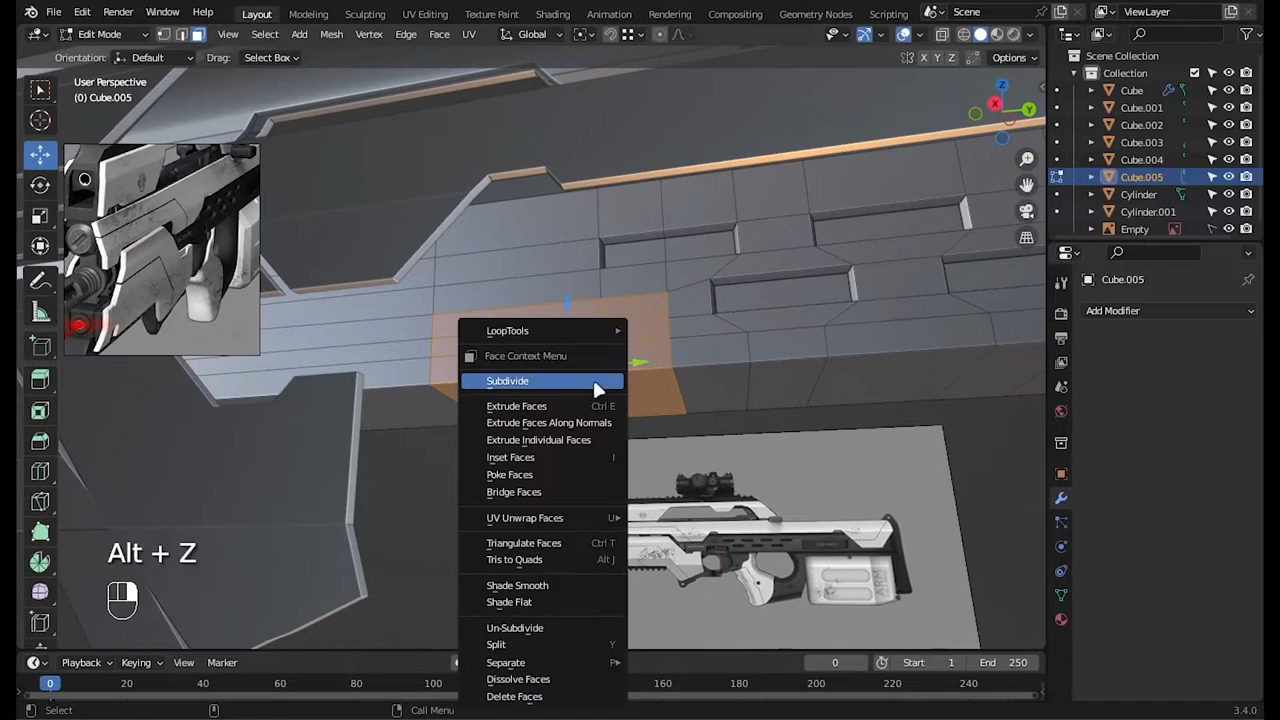 File Edit Render Window Help Layout Modeling Sculpting UV Editing Texture Paint Shading Animation Rendering Compositing Geometry Nodes Scripting Scene ViewLayer
Edit Mode View Select Add Mesh Vertex Edge Face UV Global
Orientation: Default Drag: Select Box X Y Z Options
User Perspective
(0) Cube.005
Scene Collection
Collection
Cube
Cube.001
Cube.002
Cube.003
Cube.004
Cube.005
Cylinder
Cylinder.001
Empty
Z
X
Y
Cube.005
Add Modifier
LoopTools
Face Context Menu
Subdivide
Extrude Faces Ctrl E
Extrude Faces Along Normals
Extrude Individual Faces
Inset Faces I
Poke Faces
Bridge Faces
UV Unwrap Faces U
Triangulate Faces Ctrl T
Tris to Quads Alt J
Shade Smooth
Shade Flat
Un-Subdivide
Split Y
Separate P
Dissolve Faces
Delete Faces
Alt + Z
Playback Keying View Marker 0 Start 1 End 250
0 20 40 60 80 100 160 180 200 220 240
Select Call Menu 3.4.0